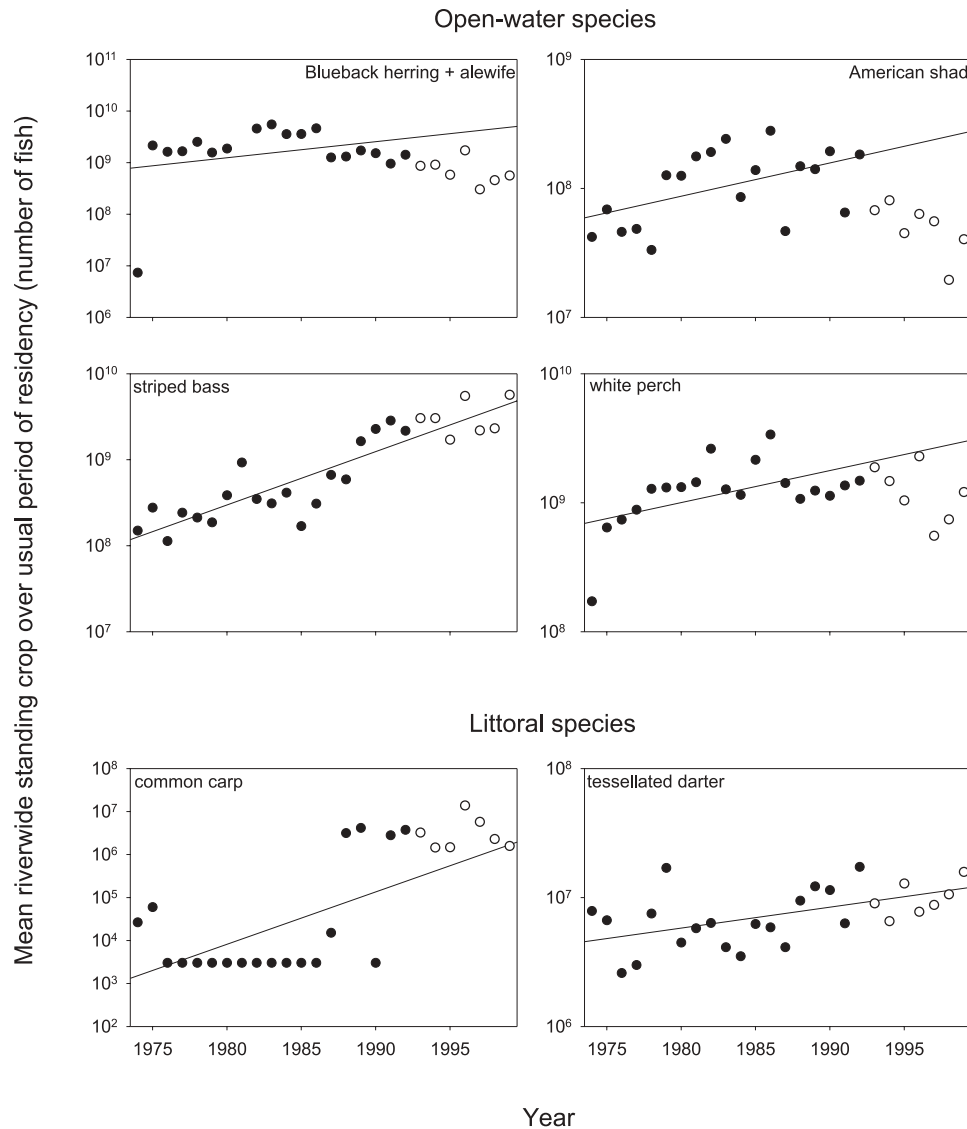 Open-water species
Mean riverwide standing crop over usual period of residency (number of fish)
Blueback herring + alewife
10¹¹
10¹⁰
10⁹
10⁸
10⁷
10⁶
American shad
10⁹
10⁸
10⁷
striped bass
10¹⁰
10⁹
10⁸
10⁷
white perch
10¹⁰
10⁹
10⁸
Littoral species
common carp
10⁸
10⁷
10⁶
10⁵
10⁴
10³
10²
1975 1980 1985 1990 1995
tessellated darter
10⁸
10⁷
10⁶
1975 1980 1985 1990 1995
Year